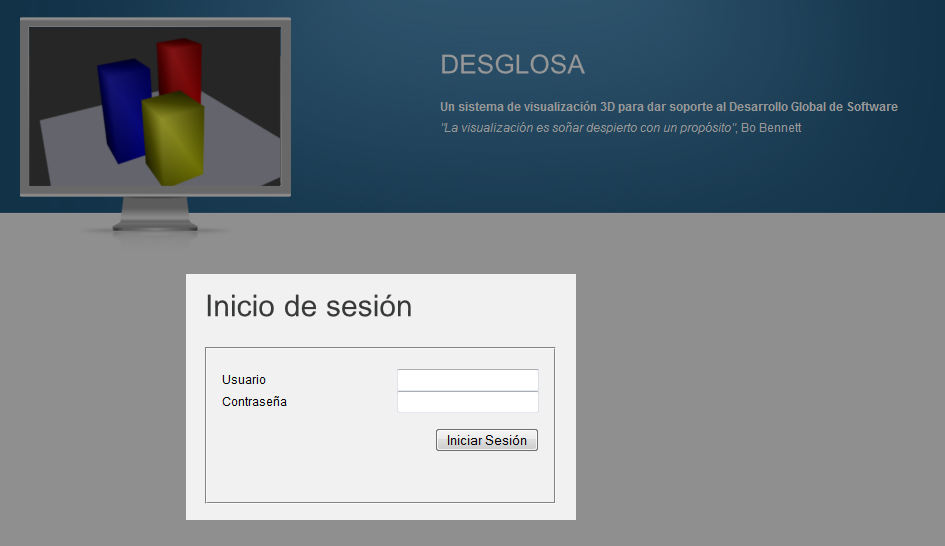 DESGLOSA
Un sistema de visualización 3D para dar soporte al Desarrollo Global de Software
"La visualización es soñar despierto con un propósito", Bo Bennett
Inicio de sesión
Usuario
Contraseña
Iniciar Sesión